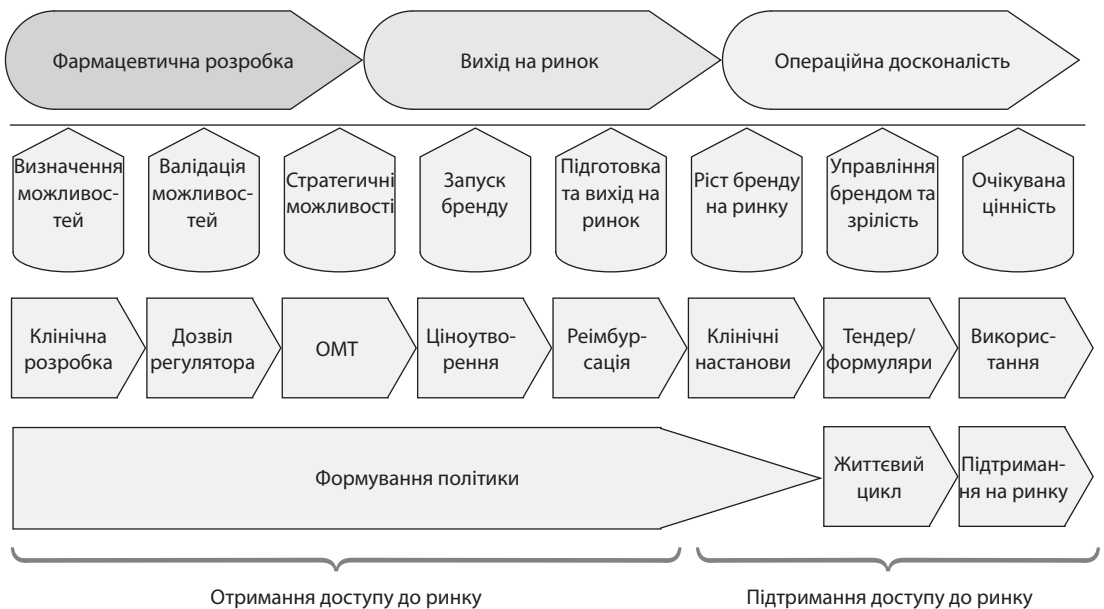 Фармацевтична розробка
Вихід на ринок
Операційна досконалість
Визначення
можливос-
тей
Валідація
можливос-
тей
Стратегичні
можливості
Запуск
бренду
Підготовка
та вихід на
ринок
Ріст бренду
на ринку
Управління
брендом та
зрілість
Очікувана
цінність
Клінічна
розробка
Дозвіл
регулятора
ОМТ
Ціноутво-
рення
Реімбур-
сація
Клінічні
настанови
Тендер/
формуляри
Викорис-
тання
Формування політики
Життєвий
цикл
Підтриман-
ня на ринку
Отримання доступу до ринку
Підтримання доступу до ринку